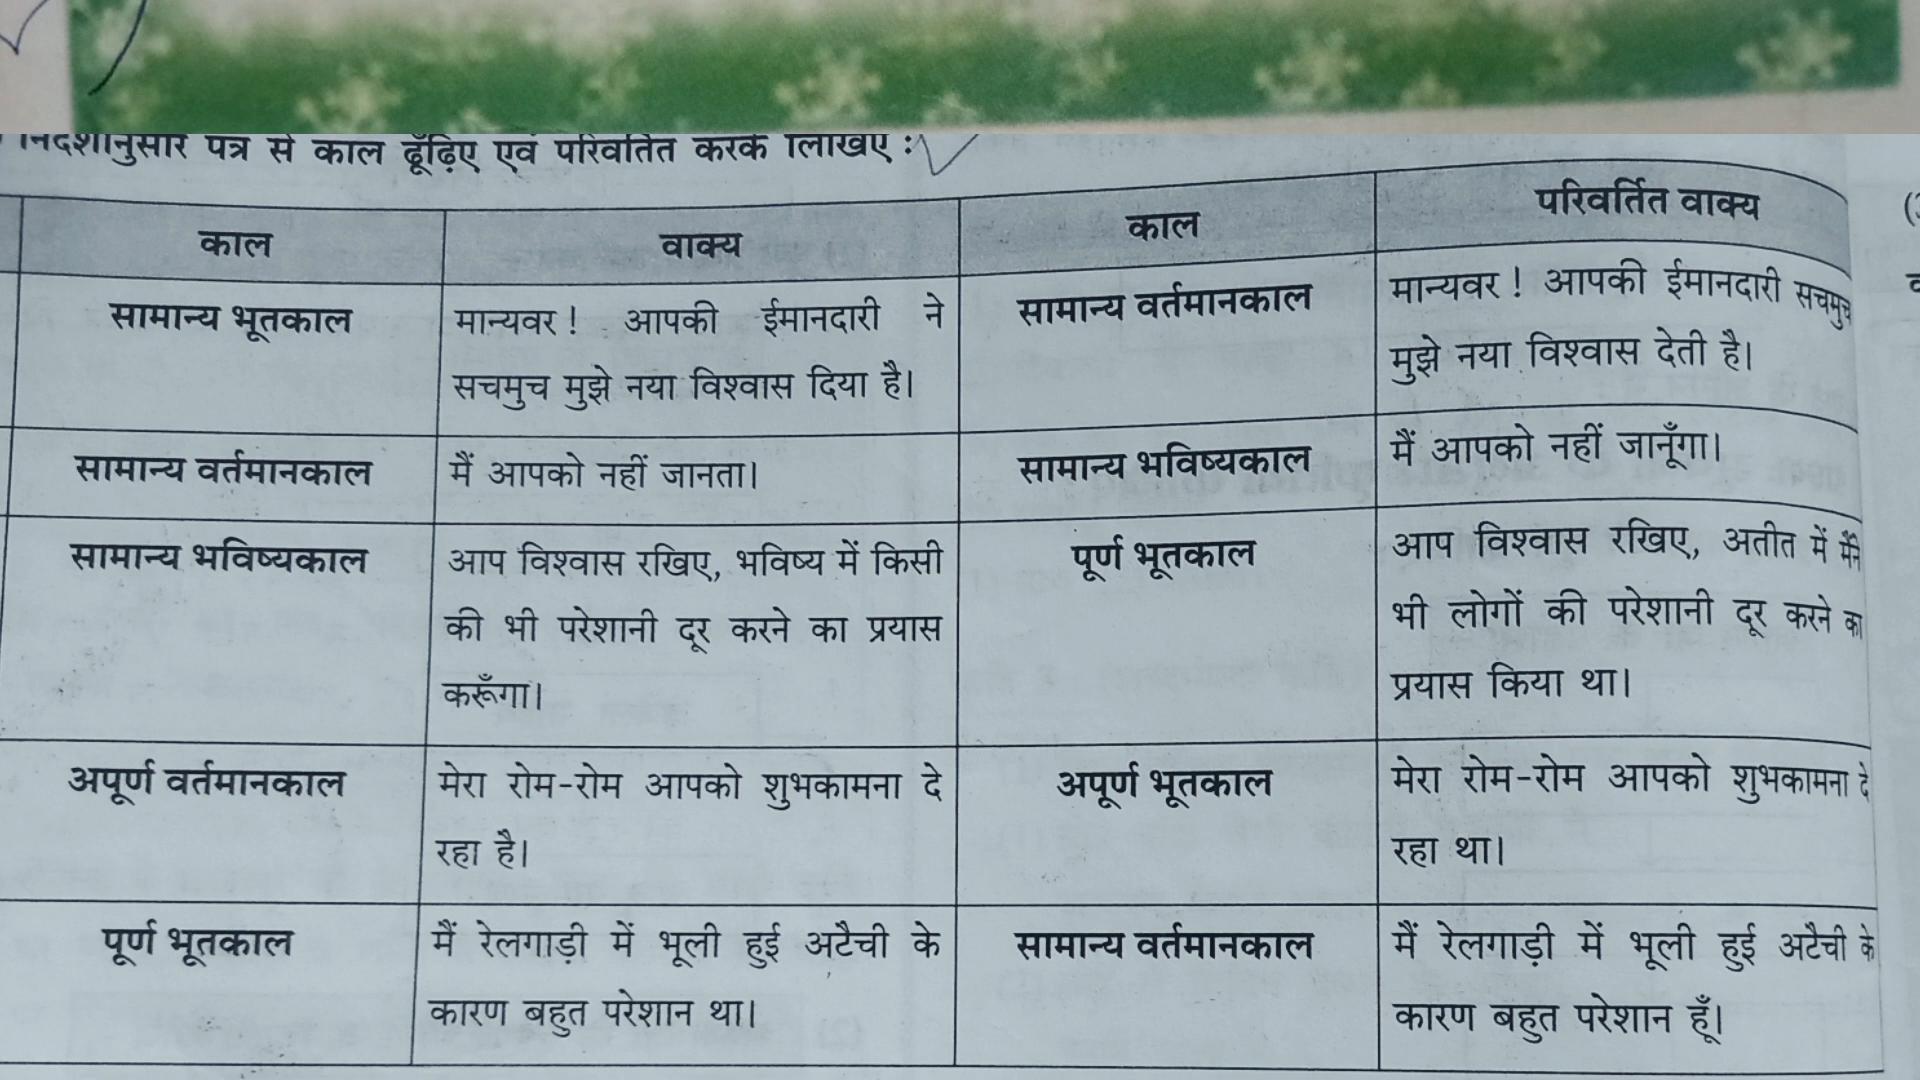 निर्देशानुसार पत्र से काल ढूँढ़िए एवं परिवर्तित करके लिखिए :
काल वाक्य काल परिवर्तित वाक्य
सामान्य भूतकाल
मान्यवर ! आपकी ईमानदारी ने
सचमुच मुझे नया विश्वास दिया है।
सामान्य वर्तमानकाल
मान्यवर ! आपकी ईमानदारी सचमुच
मुझे नया विश्वास देती है।
सामान्य वर्तमानकाल
मैं आपको नहीं जानता।
सामान्य भविष्यकाल
मैं आपको नहीं जानूँगा।
सामान्य भविष्यकाल
आप विश्वास रखिए, भविष्य में किसी
की भी परेशानी दूर करने का प्रयास
करूँगा।
पूर्ण भूतकाल
आप विश्वास रखिए, अतीत में मैंने
भी लोगों की परेशानी दूर करने का
प्रयास किया था।
अपूर्ण वर्तमानकाल
मेरा रोम-रोम आपको शुभकामना दे
रहा है।
अपूर्ण भूतकाल
मेरा रोम-रोम आपको शुभकामना दे
रहा था।
पूर्ण भूतकाल
मैं रेलगाड़ी में भूली हुई अटैची के
कारण बहुत परेशान था।
सामान्य वर्तमानकाल
मैं रेलगाड़ी में भूली हुई अटैची के
कारण बहुत परेशान हूँ।